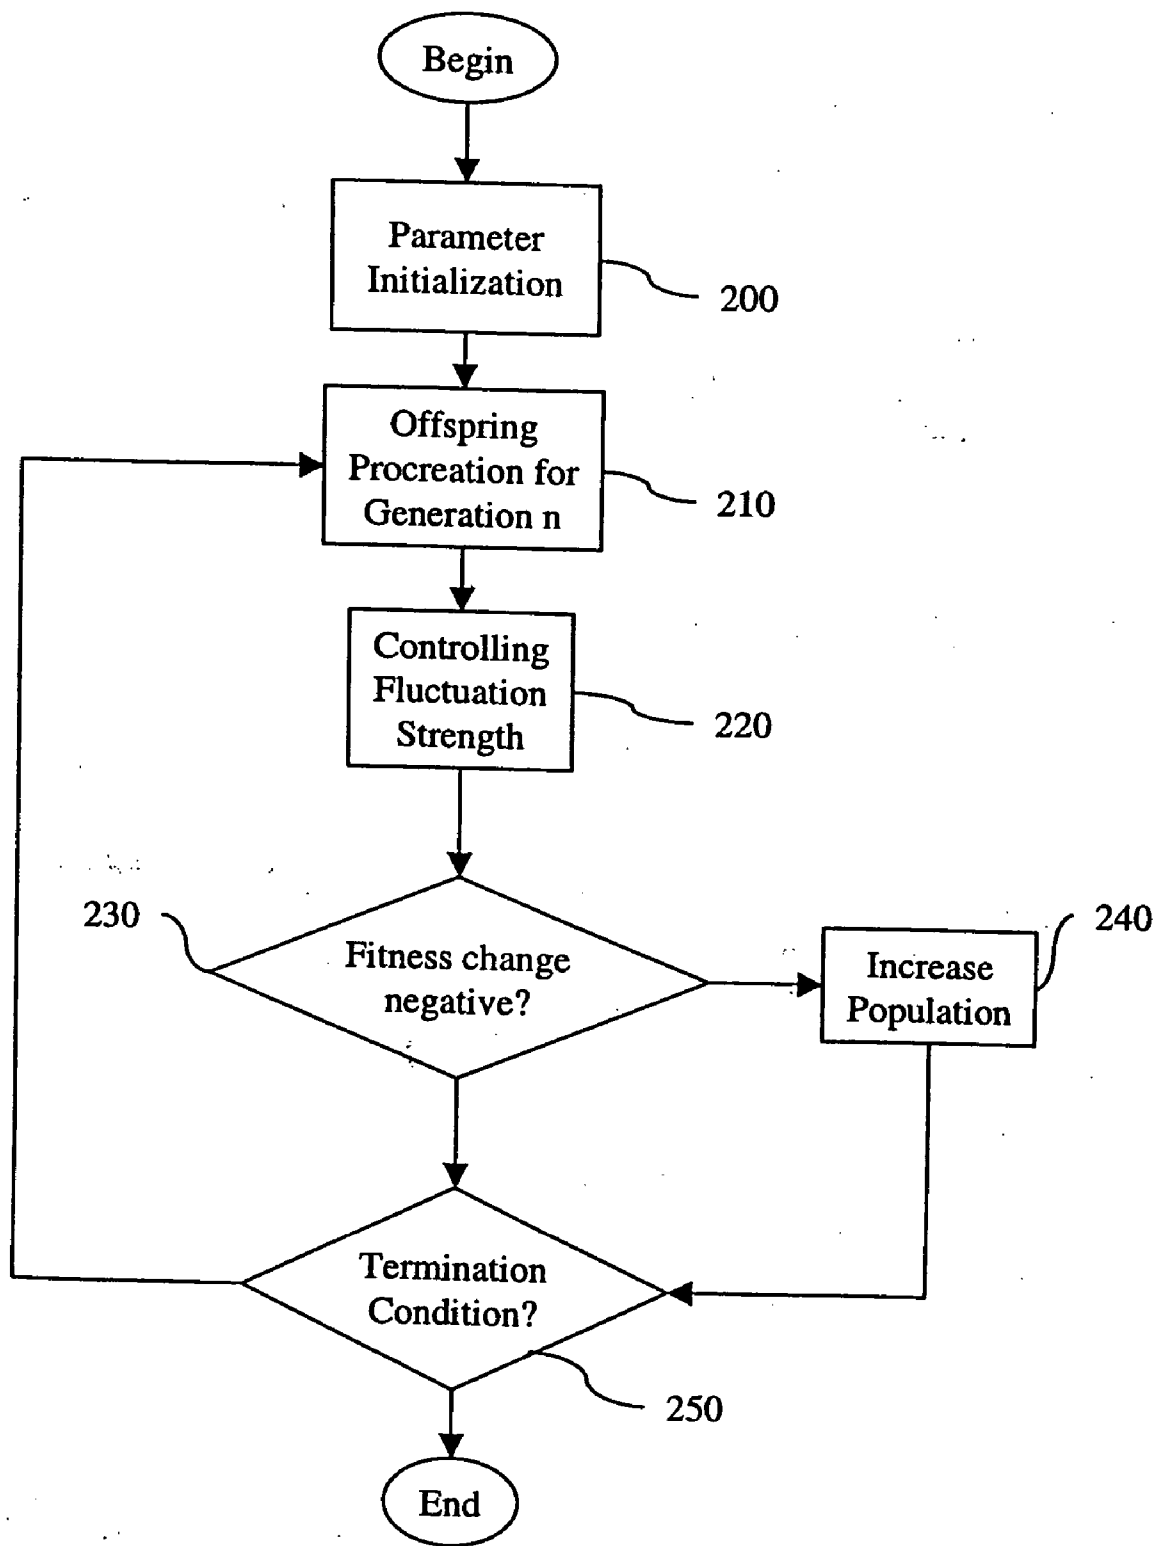 Begin
Parameter
Initialization
200
Offspring
Procreation for
Generation n
210
Controlling
Fluctuation
Strength
220
230
Fitness change
negative?
240
Increase
Population
Termination
Condition?
250
End